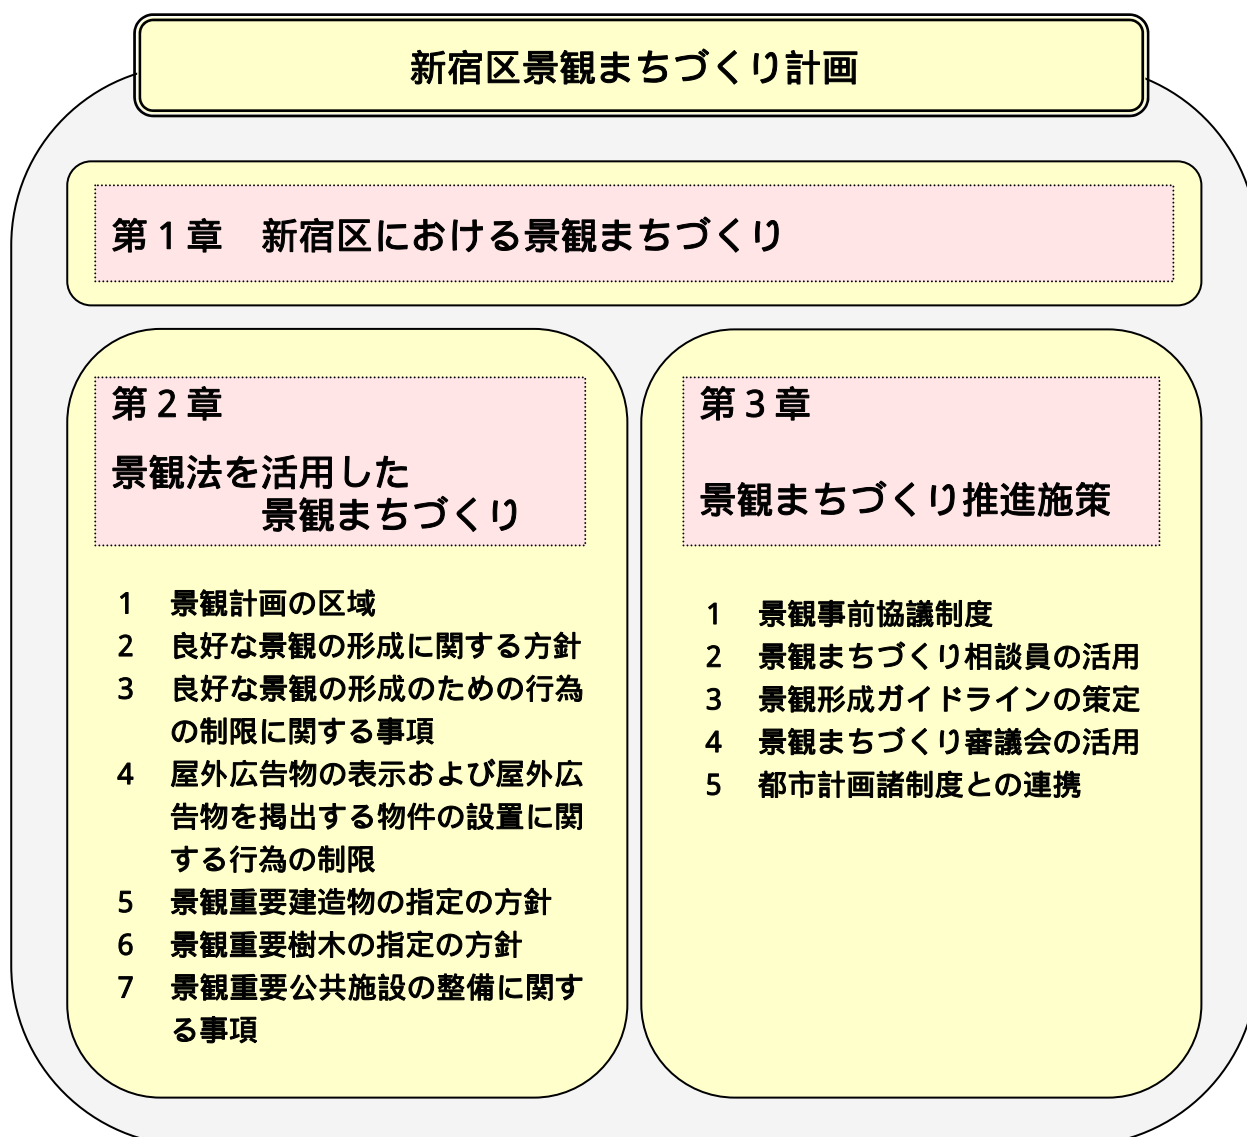 新宿区景観まちづくり計画
第1章　新宿区における景観まちづくり
第2章
景観法を活用した
景観まちづくり
1　景観計画の区域
2　良好な景観の形成に関する方針
3　良好な景観の形成のための行為
の制限に関する事項
4　屋外広告物の表示および屋外広
告物を掲出する物件の設置に関
する行為の制限
5　景観重要建造物の指定の方針
6　景観重要樹木の指定の方針
7　景観重要公共施設の整備に関す
る事項
第3章
景観まちづくり推進施策
1　景観事前協議制度
2　景観まちづくり相談員の活用
3　景観形成ガイドラインの策定
4　景観まちづくり審議会の活用
5　都市計画諸制度との連携